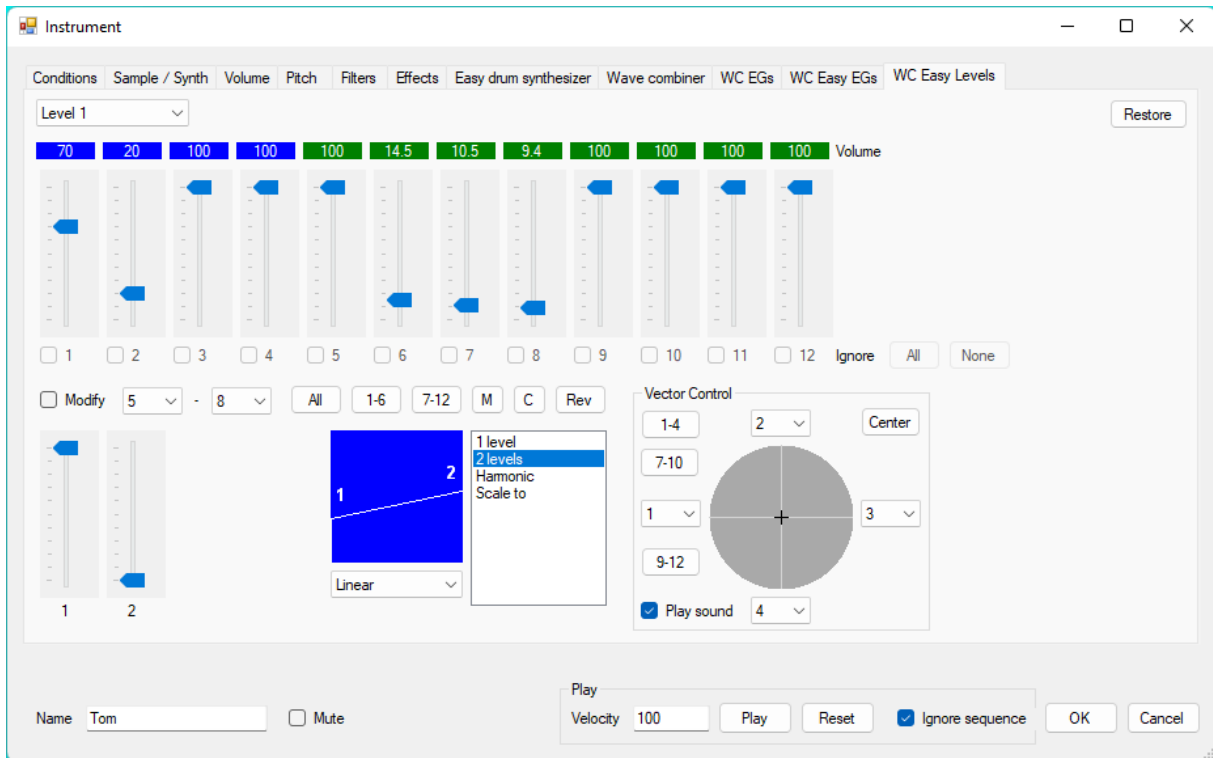 Instrument
Conditions Sample / Synth Volume Pitch Filters Effects Easy drum synthesizer Wave combiner WC EGs WC Easy EGs WC Easy Levels
Level 1 Restore
70 20 100 100 100 14.5 10.5 9.4 100 100 100 100 Volume
1 2 3 4 5 6 7 8 9 10 11 12 Ignore All None
Modify 5 - 8 All 1-6 7-12 M C Rev
1 2
1 2
Linear
1 level
2 levels
Harmonic
Scale to
Vector Control
1-4 2 Center
7-10
1 3
9-12
Play sound 4
Name Tom Mute
Play
Velocity 100 Play Reset Ignore sequence OK Cancel